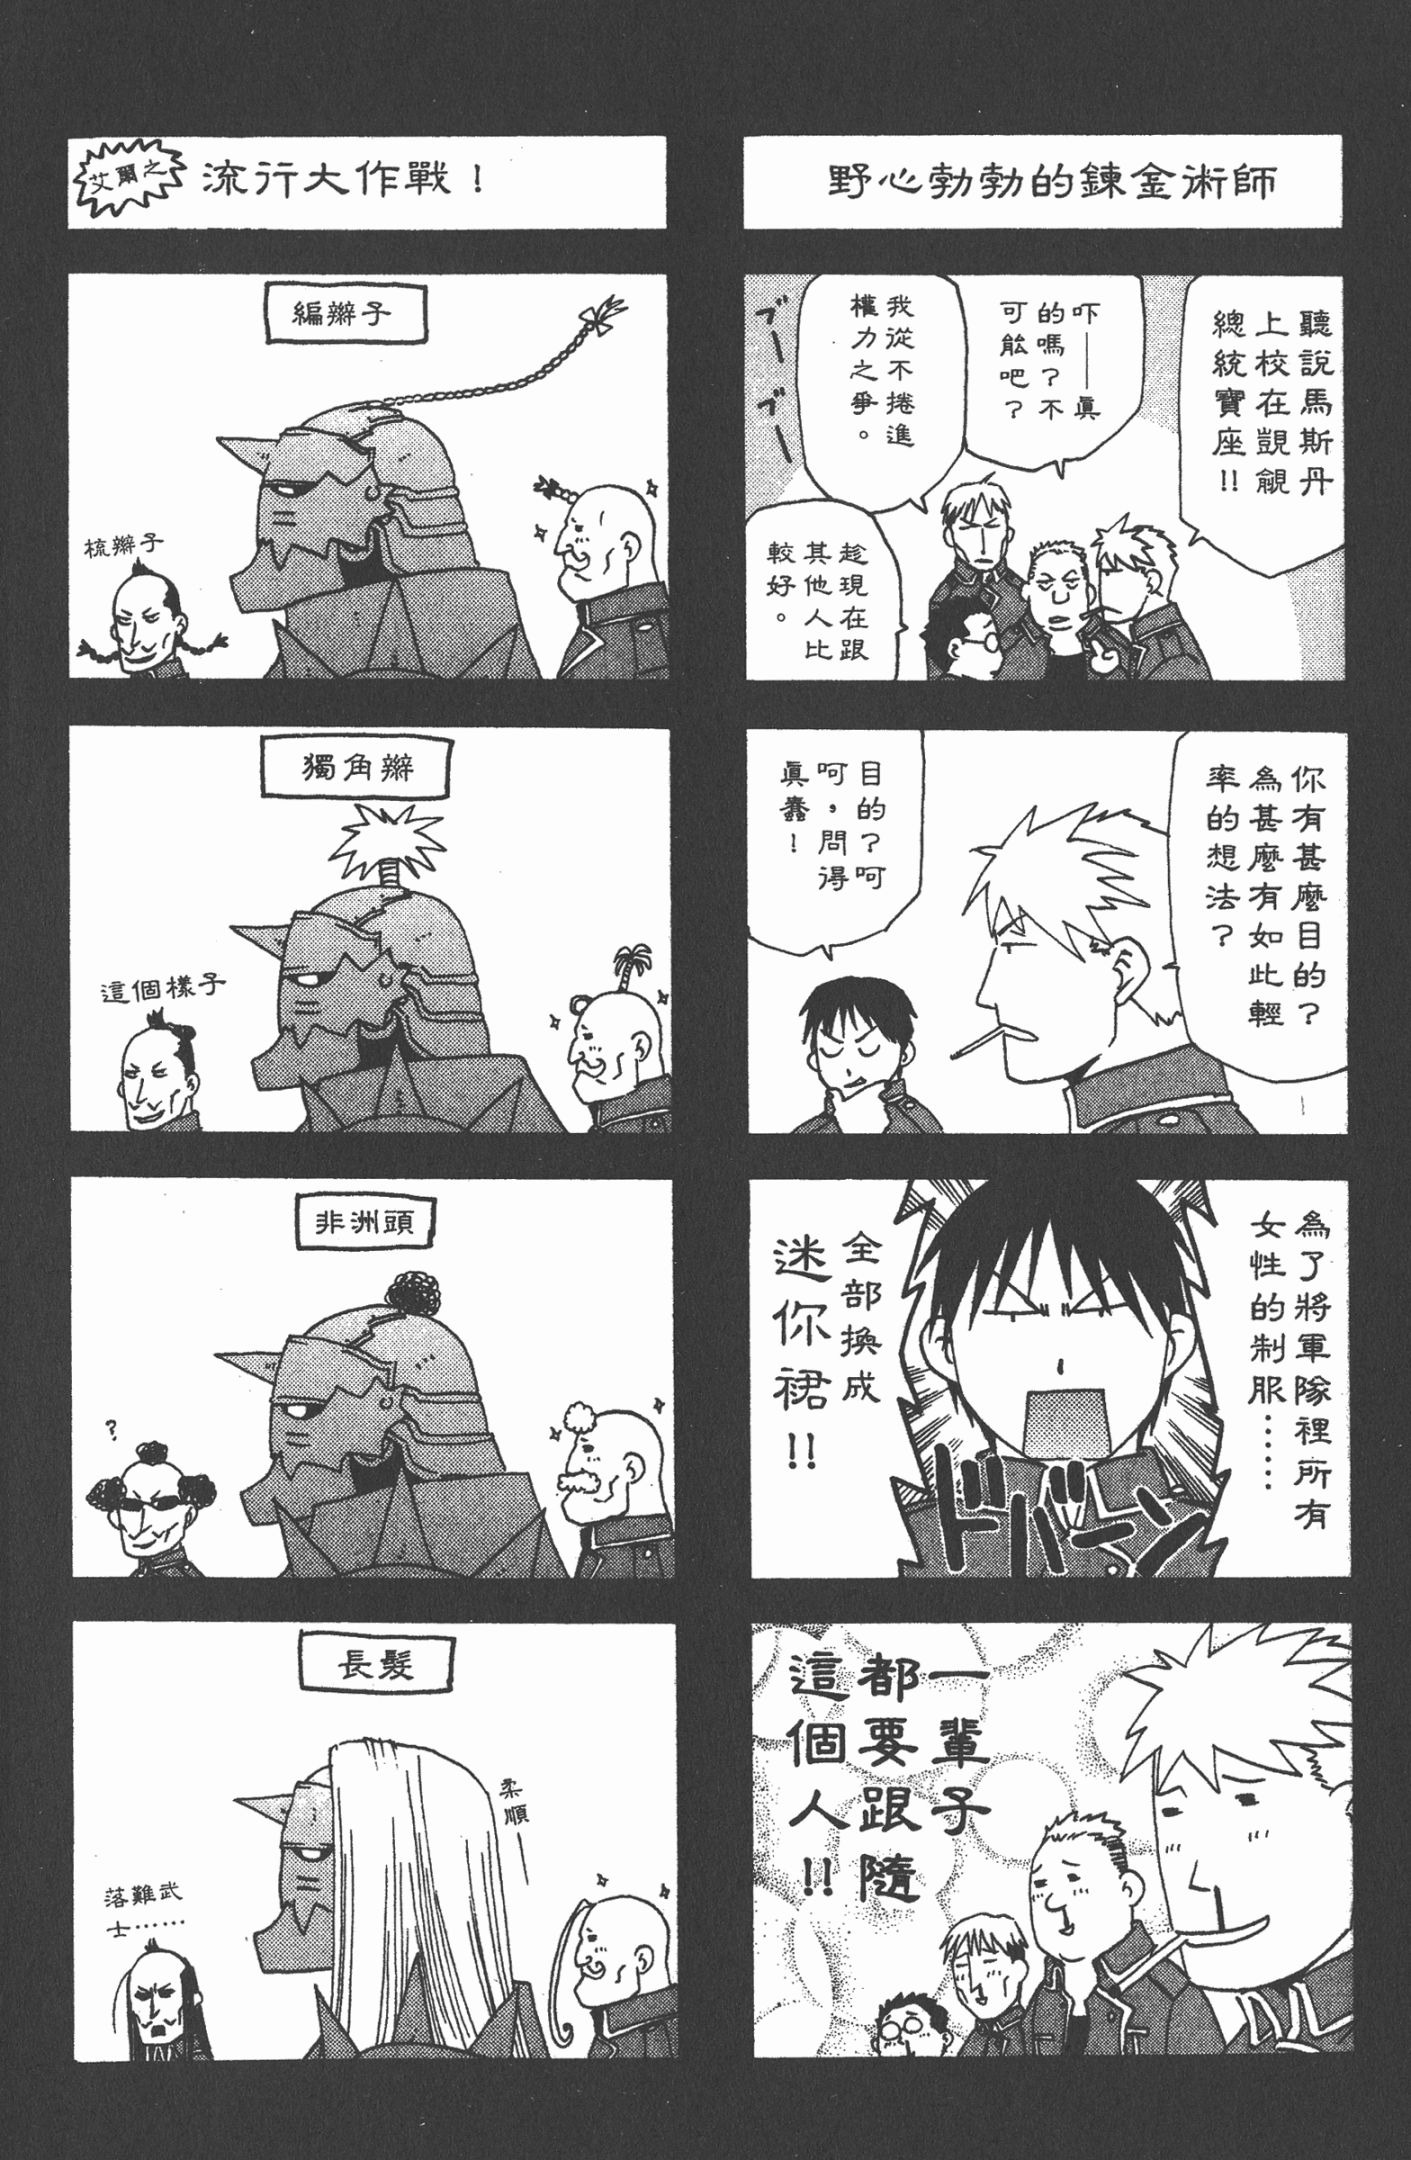 野心勃勃的鍊金術師
聽說馬斯丹
上校在覬覦
總統寶座!!
吓──真
的嗎?不
可能吧?
我從不捲進
權力之爭。
ブーブー
趁現在跟
其他人比
較好。
你有甚麼目的?
為甚麼有如此輕
率的想法?
目的?呵
呵,問得
真蠢!
為了將軍隊裡所有
女性的制服……
全部換成
迷你裙!!
ドバーン
一輩子
都要跟隨
這個人!!
艾爾之
流行大作戰!
編辮子
梳辮子
獨角辮
這個樣子
非洲頭
?
長髮
柔順──
落難武
士……